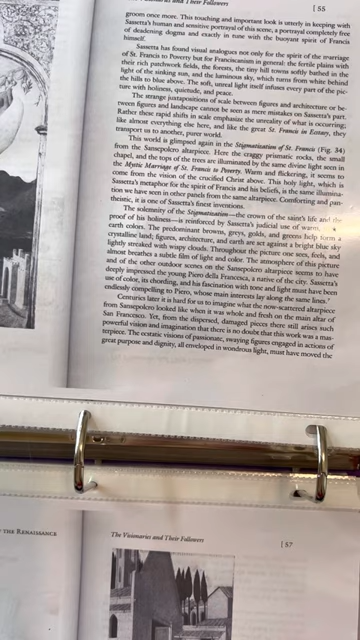 and Their Followers [ 55
groom once more. This touching and important look is utterly in keeping with
Sassetta's human and sensitive portrayal of this scene, a portrayal completely free
of deadening dogma and exactly in tune with the buoyant spirit of Francis
himself.
Sassetta has found visual analogues not only for the spirit of the marriage
of St. Francis to Poverty but for Franciscanism in general: the fertile plains with
their rich patchwork fields, the forests, the tiny hill towns softly bathed in the
light of the sinking sun, and the luminous sky, which turns from white behind
the hills to blue above. The soft, unreal light itself infuses every part of the pic-
ture with holiness, quietude, and peace.
The strange juxtapositions of scale between figures and architecture or be-
tween figures and landscape cannot be seen as mere mistakes on Sassetta's part.
Rather these rapid shifts in scale emphasize the unreality of what is occurring;
like almost everything else here, and like the great St. Francis in Ecstasy, they
transport us to another, purer world.
This world is glimpsed again in the Stigmatisation of St. Francis (Fig. 34)
from the Sansepolcro altarpiece. Here the craggy primastic rocks, the small
chapel, and the tops of the trees are illuminated by the same divine light seen in
the Mystic Marriage of St. Francis to Poverty. Warm and flickering, it seems to
come from the vision of the crucified Christ above. This holy light, which is
Sassetta's metaphor for the spirit of Francis and his beliefs, is the same illumina-
tion we have seen in other panels from the same altarpiece. Comforting and pan-
theistic, it is one of Sassetta's finest inventions.
The solemnity of the Stigmatisation—the crown of the saint's life and the
proof of his holiness—is reinforced by Sassetta's judicial use of warm,
earth colors. The predominant browns, greys, golds, and greens help form a
crystalline land; figures, architecture, and earth are set against a bright blue sky
lightly streaked with wispy clouds. Throughout the picture one sees, feels, and
almost breathes a subtle film of light and color. The atmosphere of this picture
and of the other outdoor scenes on the Sansepolcro altarpiece seems to have
deeply impressed the young Piero della Francesca, a native of the city. Sassetta's
use of color, its chording, and his fascination with tone and light must have been
endlessly compelling to Piero, whose main interests lay along the same lines.
Centuries later it is hard for us to imagine what the now-scattered altarpiece
from Sansepolcro looked like when it was whole and fresh on the main altar of
San Francesco. Yet, from the dispersed, damaged pieces there still arises such
powerful vision and imagination that there is no doubt that this work was a mas-
terpiece. The ecstatic visions of passionate, swaying figures engaged in actions of
great purpose and dignity, all enveloped in wondrous light, must have moved the
THE RENAISSANCE
The Visionaries and Their Followers [ 57